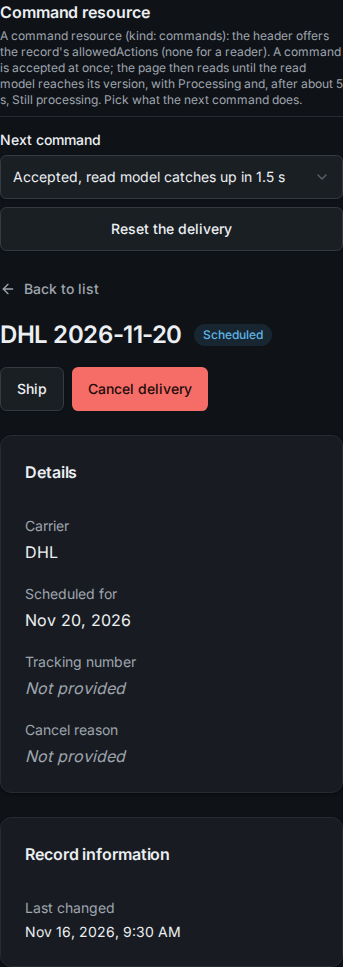 Command resource
A command resource (kind: commands): the header offers
the record's allowedActions (none for a reader). A command
is accepted at once; the page then reads until the read
model reaches its version, with Processing and, after about 5
s, Still processing. Pick what the next command does.
Next command
Accepted, read model catches up in 1.5 s
Reset the delivery
Back to list
DHL 2026-11-20 Scheduled
Ship Cancel delivery
Details
Carrier
DHL
Scheduled for
Nov 20, 2026
Tracking number
Not provided
Cancel reason
Not provided
Record information
Last changed
Nov 16, 2026, 9:30 AM